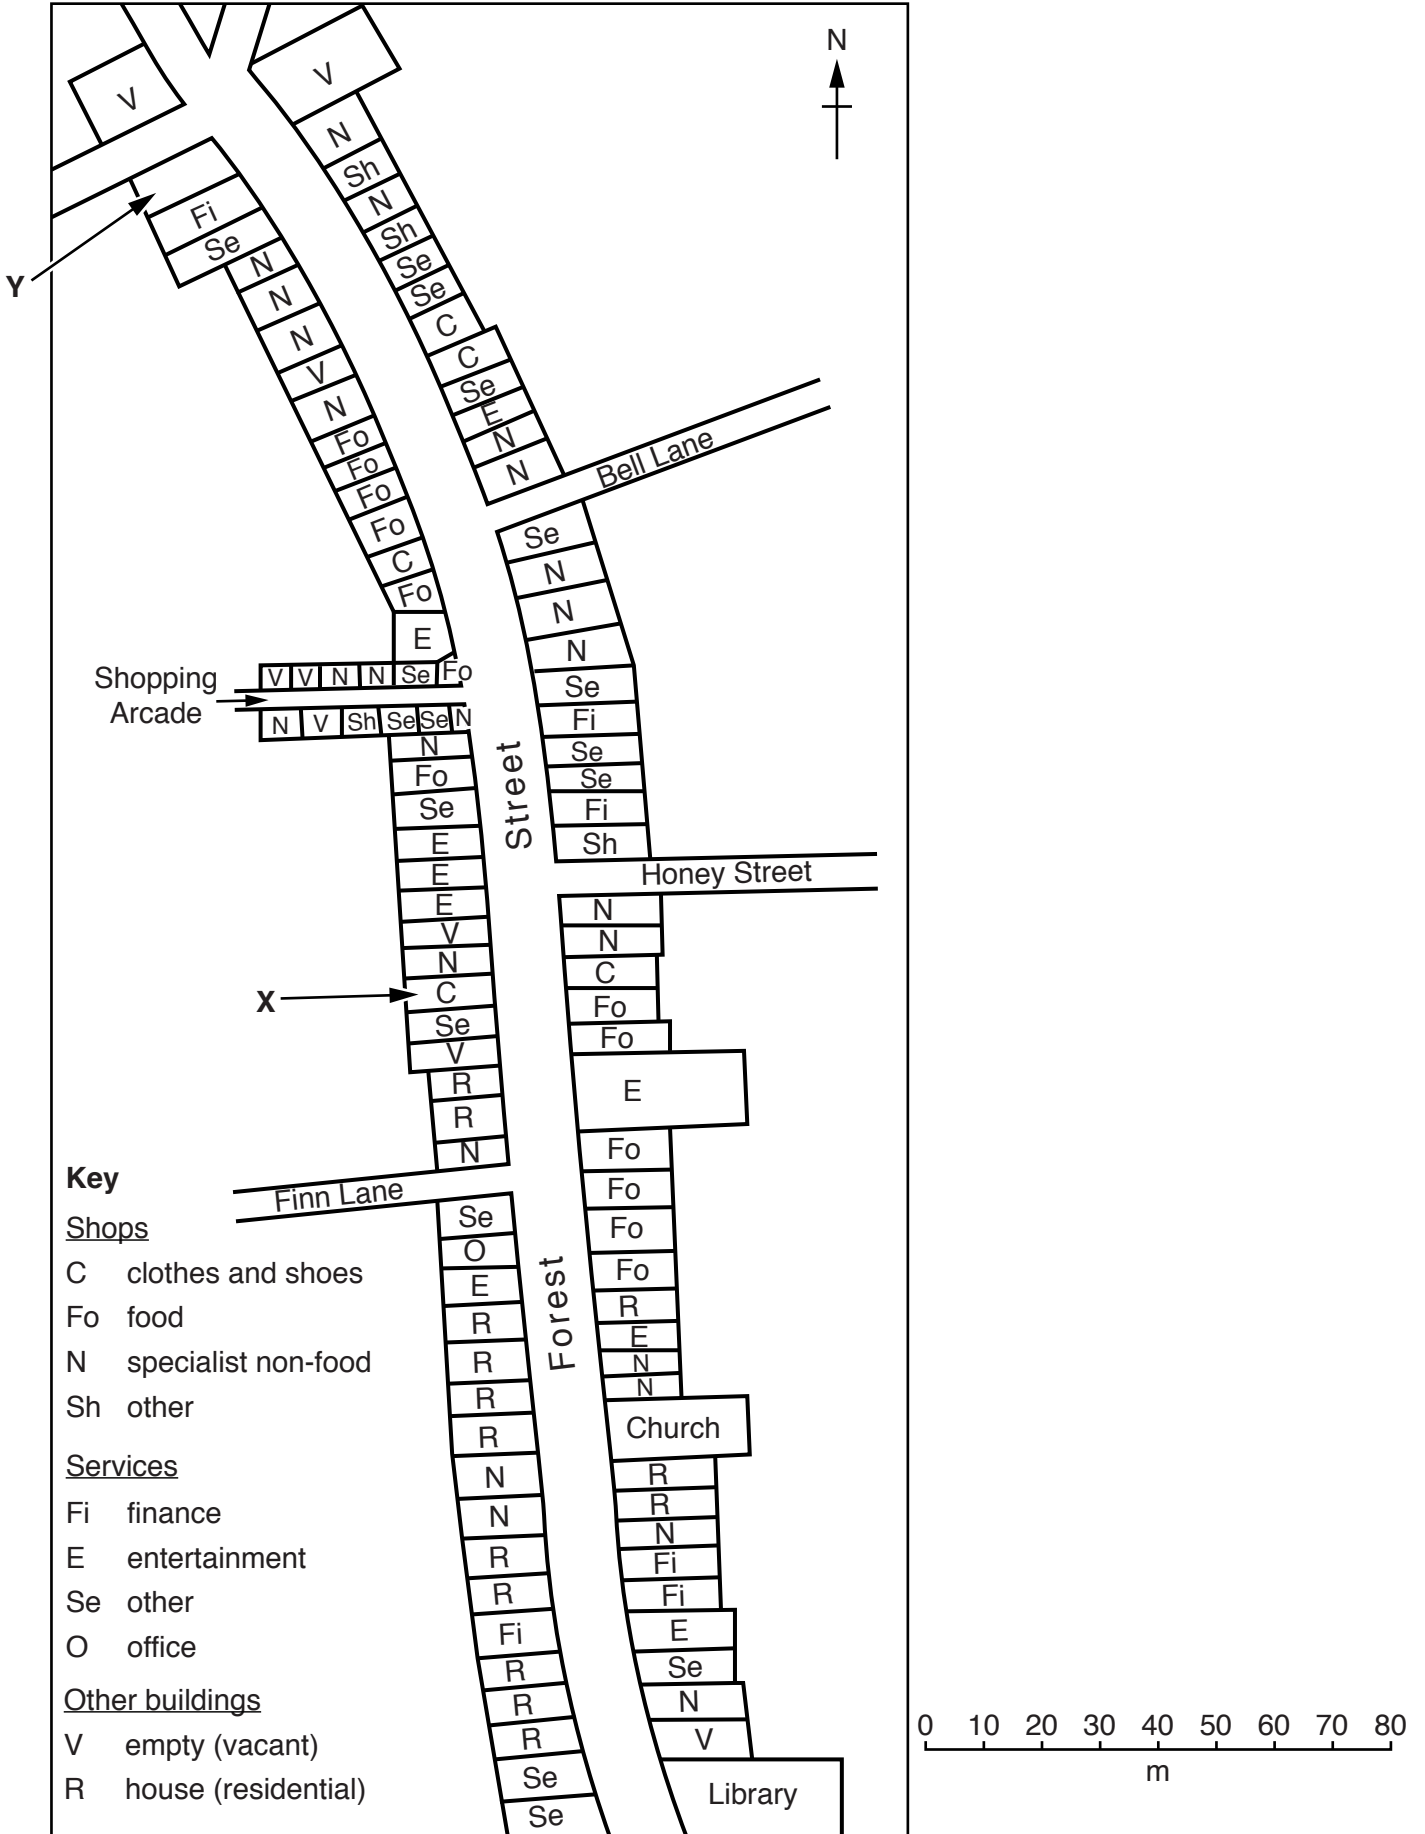 N
V
V
N
Sh
N
Sh
Se
Se
C
C
Se
E
N
N
Y
Fi
Se
N
N
N
V
N
Fo
Fo
Fo
Fo
C
Fo
E
Bell Lane
Se
N
N
N
Se
Fi
Se
Se
Fi
Sh
Shopping
Arcade
V V N N Se Fo
N V Sh Se Se N
N
Fo
Se
E
E
E
V
N
C
Se
V
R
R
N
X
Street
Honey Street
N
N
C
Fo
Fo
E
Fo
Fo
Fo
Fo
R
E
N
N
Church
R
R
N
Fi
Fi
E
Se
N
V
Library
Finn Lane
Forest
Se
O
E
R
R
R
R
N
N
R
R
Fi
R
R
R
Se
Se
Key
Shops
C clothes and shoes
Fo food
N specialist non-food
Sh other
Services
Fi finance
E entertainment
Se other
O office
Other buildings
V empty (vacant)
R house (residential)
0 10 20 30 40 50 60 70 80
m